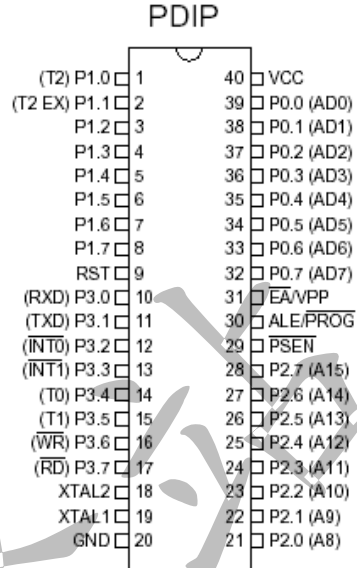 PDIP
(T2) P1.0 1 40 VCC
(T2 EX) P1.1 2 39 P0.0 (AD0)
P1.2 3 38 P0.1 (AD1)
P1.3 4 37 P0.2 (AD2)
P1.4 5 36 P0.3 (AD3)
P1.5 6 35 P0.4 (AD4)
P1.6 7 34 P0.5 (AD5)
P1.7 8 33 P0.6 (AD6)
RST 9 32 P0.7 (AD7)
(RXD) P3.0 10 31 E̅A̅/VPP
(TXD) P3.1 11 30 ALE/P̅R̅O̅G̅
(I̅N̅T̅0̅) P3.2 12 29 P̅S̅E̅N̅
(I̅N̅T̅1̅) P3.3 13 28 P2.7 (A15)
(T0) P3.4 14 27 P2.6 (A14)
(T1) P3.5 15 26 P2.5 (A13)
(W̅R̅) P3.6 16 25 P2.4 (A12)
(R̅D̅) P3.7 17 24 P2.3 (A11)
XTAL2 18 23 P2.2 (A10)
XTAL1 19 22 P2.1 (A9)
GND 20 21 P2.0 (A8)